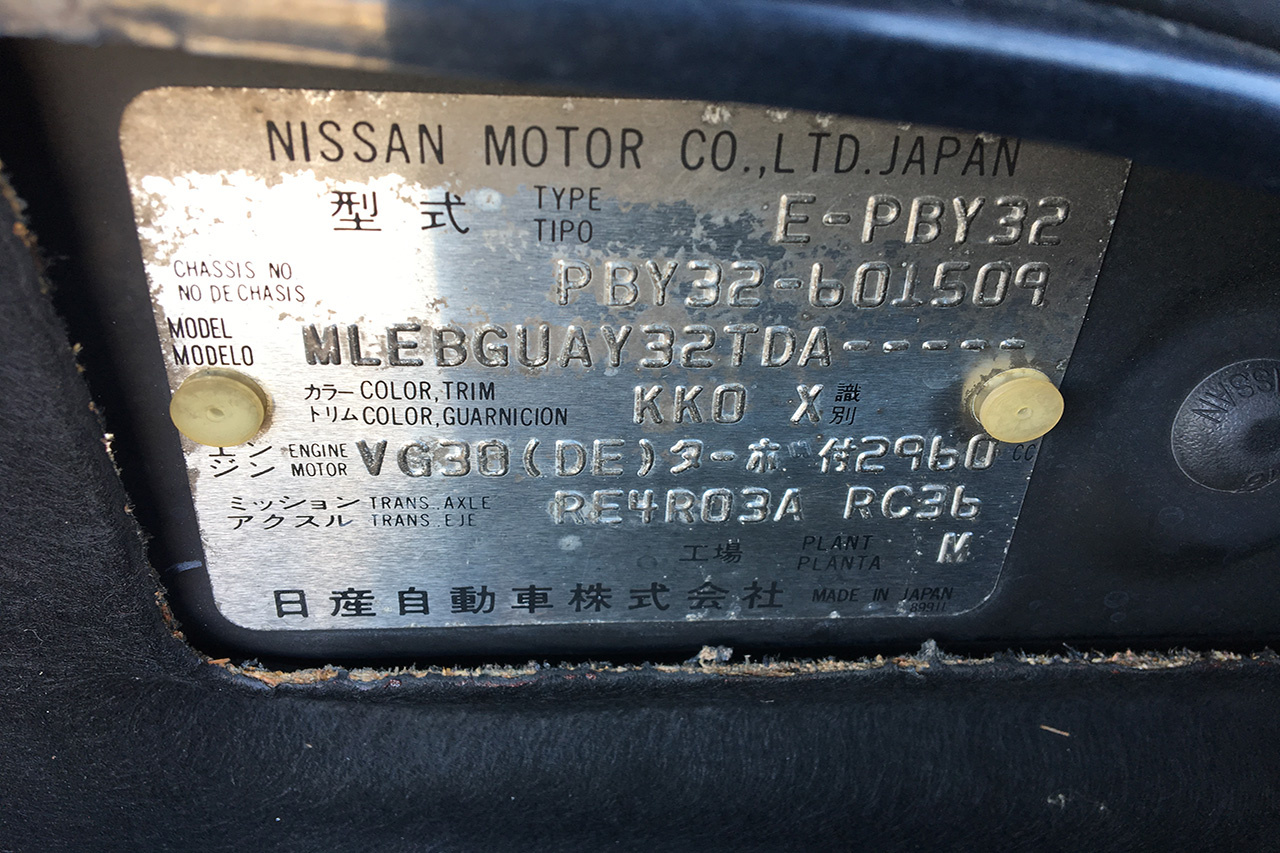 NISSAN MOTOR CO.,LTD.JAPAN
型式 TYPE TIPO E-PBY32
CHASSIS NO PBY32-601509
NO DE CHASIS
MODEL MLEBGUAY32TDA-----
MODELO
カラー COLOR,TRIM KK0 X 識別
トリム COLOR,GUARNICION
エンジン ENGINE MOTOR VG30(DE)ターボ付2960 CC
ミッション TRANS.,AXLE RE4R03A RC36
アクスル TRANS.,EJE
工場 PLANT PLANTA M
日産自動車株式会社 MADE IN JAPAN
89911
NISSAN